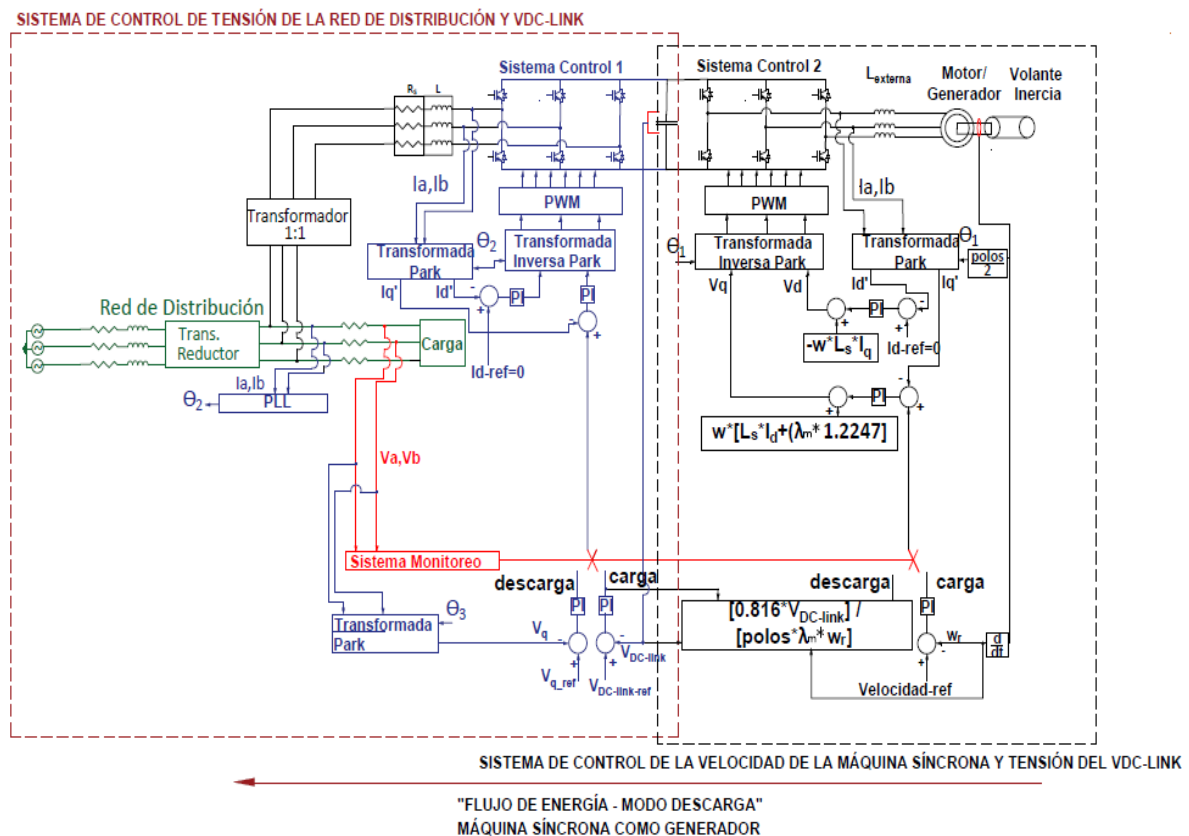 SISTEMA DE CONTROL DE TENSIÓN DE LA RED DE DISTRIBUCIÓN Y VDC-LINK
Sistema Control 1
Sistema Control 2
L externa
Motor/
Generador
Volante
Inercia
Rs
L
Ia,Ib
PWM
PWM
Ia,Ib
Transformador
1:1
Transformada
Park
Θ2
Transformada
Inversa Park
Θ1
Transformada
Inversa Park
Transformada
Park
Θ1
polos
2
Iq'
Id'
-
+
PI
PI
Vq
Vd
Id'
Iq'
-
+
PI
-
+
+
-w*Ls*Iq
Id-ref=0
Red de Distribución
Trans.
Reductor
Carga
Id-ref=0
Ia,Ib
Θ2
PLL
-
+
PI
+
w*[Ls*Id+(λm*1.2247]
Va,Vb
Sistema Monitoreo
descarga
carga
descarga
carga
PI
PI
PI
[0.816*VDC-link] /
[polos*λm*wr]
Transformada
Park
Θ3
Vq
-
+
-
+
VDC-link
Vq_ref
VDC-link-ref
-
+
wr
d
dt
Velocidad-ref
SISTEMA DE CONTROL DE LA VELOCIDAD DE LA MÁQUINA SÍNCRONA Y TENSIÓN DEL VDC-LINK
"FLUJO DE ENERGÍA - MODO DESCARGA"
MÁQUINA SÍNCRONA COMO GENERADOR